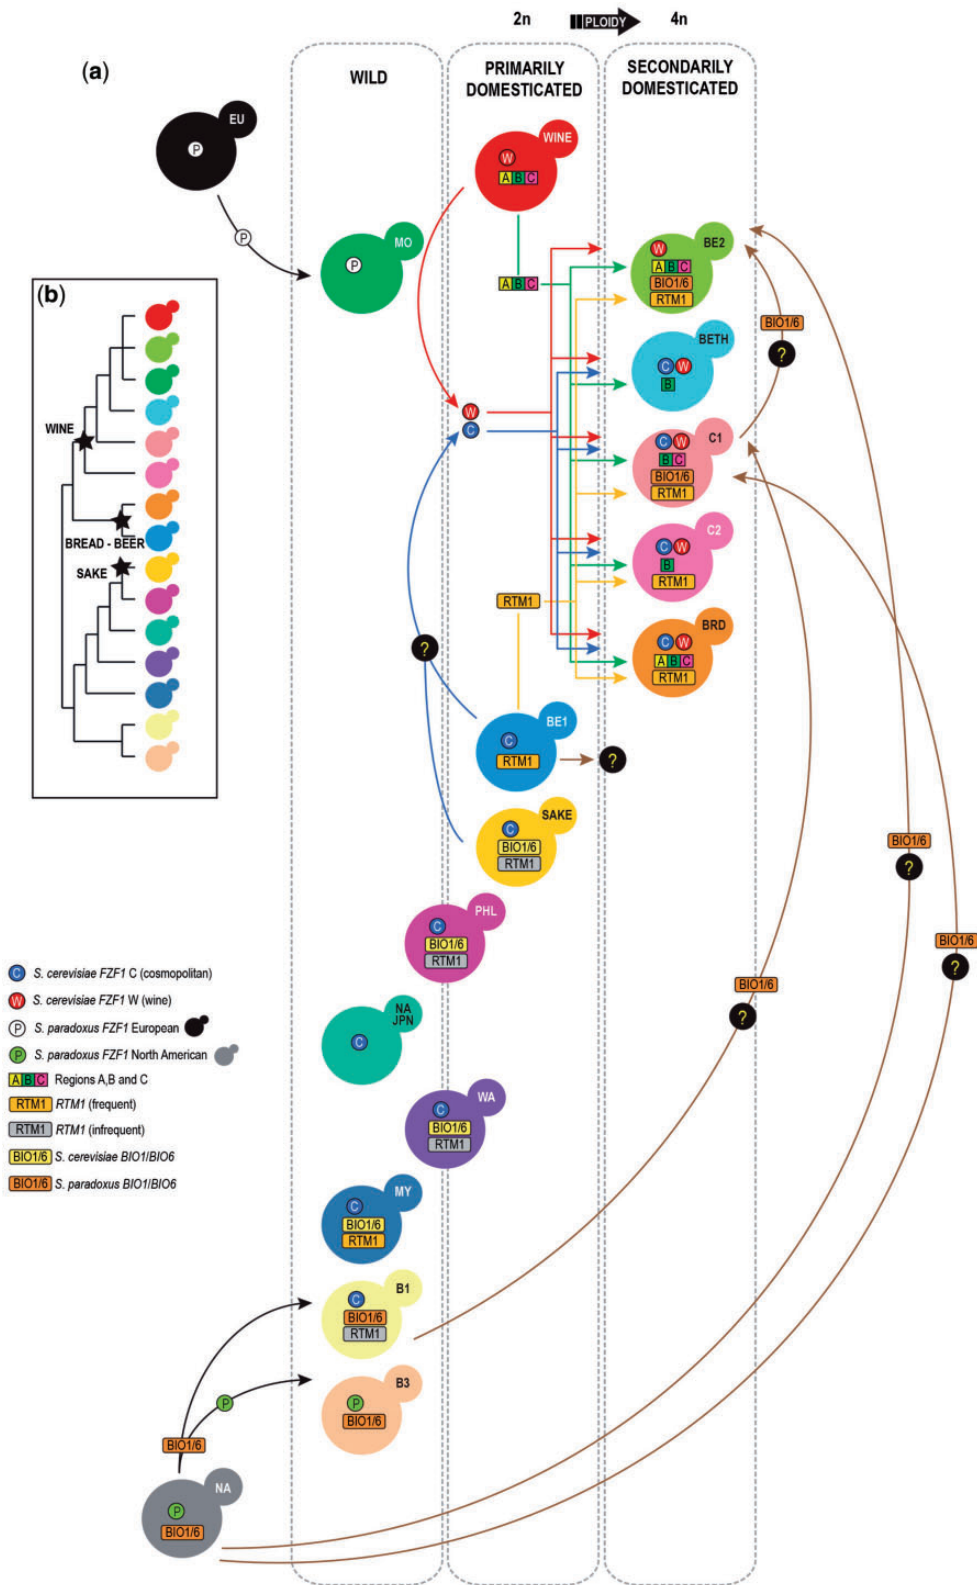 2n PLOIDY 4n
(a)
WILD
PRIMARILY
DOMESTICATED
SECONDARILY
DOMESTICATED
EU
P
P
WINE
W
A B C
MO
P
A B C
BE2
W
A B C
BIO1/6
RTM1
BIO1/6
?
BETH
C W
B
W
C
C1
C W
B C
BIO1/6
RTM1
C2
C W
B
RTM1
RTM1
BRD
C W
A B C
RTM1
?
BE1
C
RTM1
?
SAKE
C
BIO1/6
RTM1
BIO1/6
?
PHL
C
BIO1/6
RTM1
BIO1/6
?
BIO1/6
?
NA
JPN
C
WA
C
BIO1/6
RTM1
MY
C
BIO1/6
RTM1
B1
C
BIO1/6
RTM1
B3
P
BIO1/6
P
BIO1/6
NA
P
BIO1/6
(b)
WINE
BREAD - BEER
SAKE
C S. cerevisiae FZF1 C (cosmopolitan)
W S. cerevisiae FZF1 W (wine)
P S. paradoxus FZF1 European
P S. paradoxus FZF1 North American
A B C Regions A,B and C
RTM1 RTM1 (frequent)
RTM1 RTM1 (infrequent)
BIO1/6 S. cerevisiae BIO1/BIO6
BIO1/6 S. paradoxus BIO1/BIO6